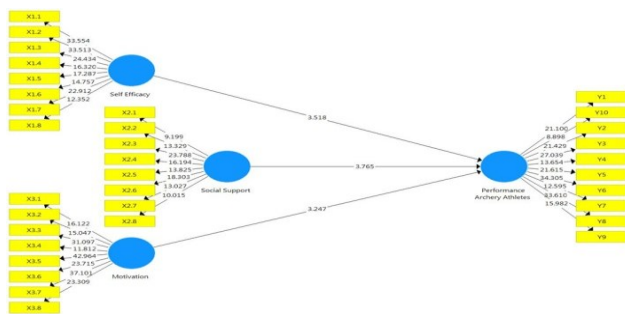 X1.1
X1.2
X1.3
X1.4
X1.5
X1.6
X1.7
X1.8
33.554
33.513
24.434
16.320
17.287
14.757
22.912
12.352
Self Efficacy
X2.1
X2.2
X2.3
X2.4
X2.5
X2.6
X2.7
X2.8
9.199
13.329
23.788
16.194
13.825
18.303
13.027
10.015
Social Support
X3.1
X3.2
X3.3
X3.4
X3.5
X3.6
X3.7
X3.8
16.122
15.047
31.097
11.812
42.964
23.715
37.101
23.309
Motivation
3.518
3.765
3.247
Performance
Archery Athletes
21.100
8.898
21.429
27.039
13.654
21.615
34.305
12.595
33.610
15.982
Y1
Y10
Y2
Y3
Y4
Y5
Y6
Y7
Y8
Y9